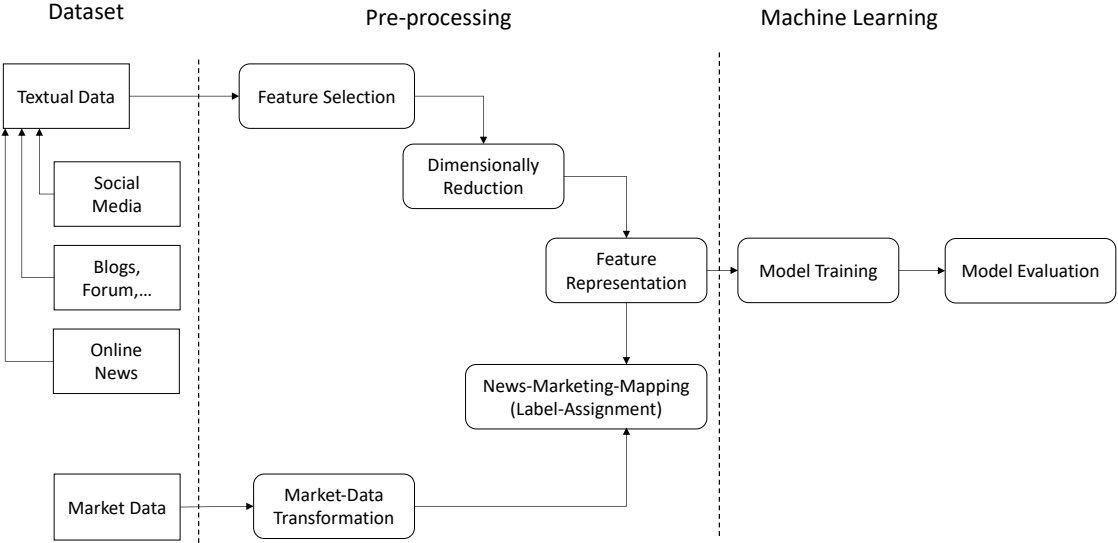 Dataset
Pre-processing
Machine Learning
Textual Data
Feature Selection
Dimensionally
Reduction
Social
Media
Blogs,
Forum,...
Feature
Representation
Model Training
Model Evaluation
Online
News
News-Marketing-Mapping
(Label-Assignment)
Market Data
Market-Data
Transformation